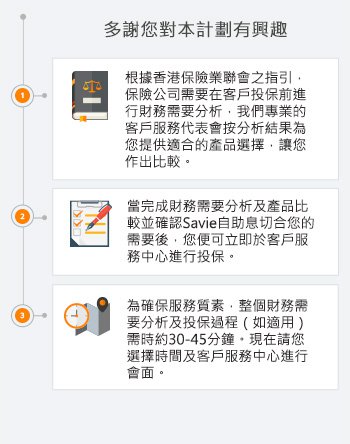 多謝您對本計劃有興趣
1
根據香港保險業聯會之指引，
保險公司需要在客戶投保前進
行財務需要分析，我們專業的
客戶服務代表會按分析結果為
您提供適合的產品選擇，讓您
作出比較。
2
當完成財務需要分析及產品比
較並確認Savie自助息切合您的
需要後，您便可立即於客戶服
務中心進行投保。
3
為確保服務質素，整個財務需
要分析及投保過程（如適用）
需時約30-45分鐘。現在請您
選擇時間及客戶服務中心進行
會面。